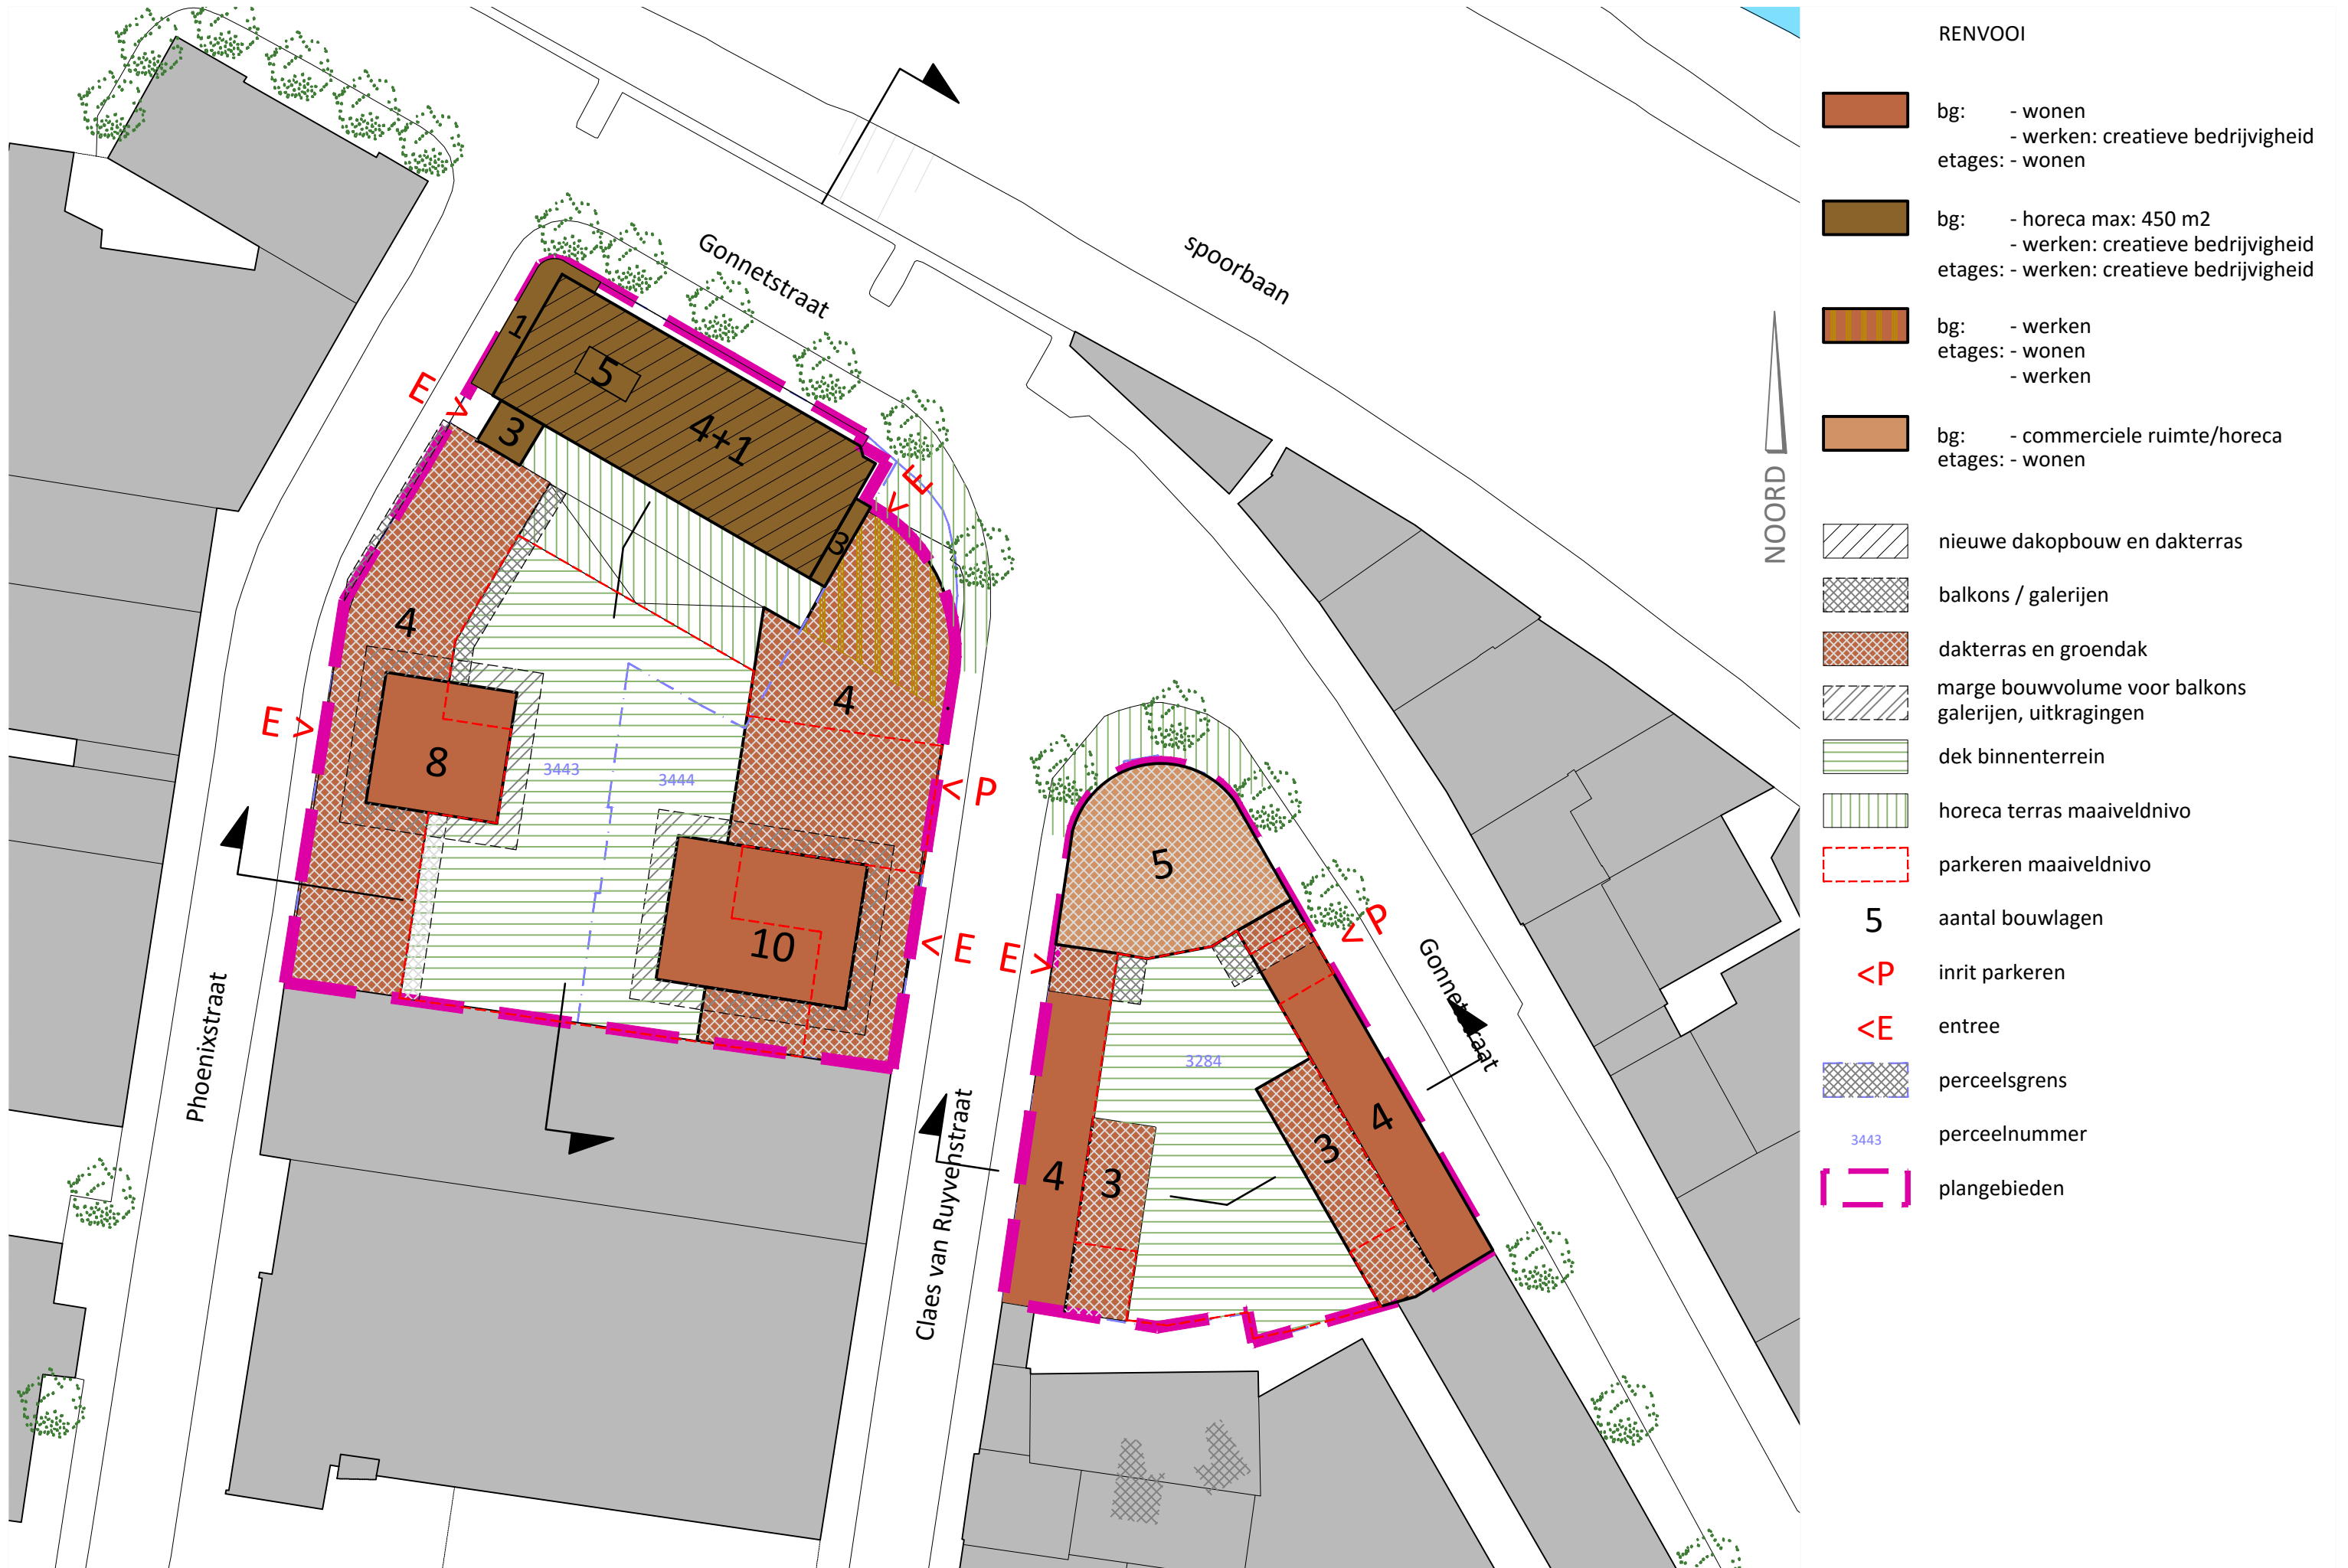 Gonnetstraat
spoorbaan
1
5
4+1
E >
3
< E
3
4
4
E >
8
3443
3444
< P
10
< E
5
E >
< P
Gonnetstraat
3284
4
3
3
4
Phoenixstraat
Claes van Ruyvenstraat
NOORD
RENVOOI
bg: - wonen
- werken: creatieve bedrijvigheid
etages: - wonen
bg: - horeca max: 450 m2
- werken: creatieve bedrijvigheid
etages: - werken: creatieve bedrijvigheid
bg: - werken
etages: - wonen
- werken
bg: - commerciele ruimte/horeca
etages: - wonen
nieuwe dakopbouw en dakterras
balkons / galerijen
dakterras en groendak
marge bouwvolume voor balkons
galerijen, uitkragingen
dek binnenterrein
horeca terras maaiveldnivo
parkeren maaiveldnivo
5 aantal bouwlagen
<P inrit parkeren
<E entree
perceelsgrens
3443 perceelnummer
plangebieden